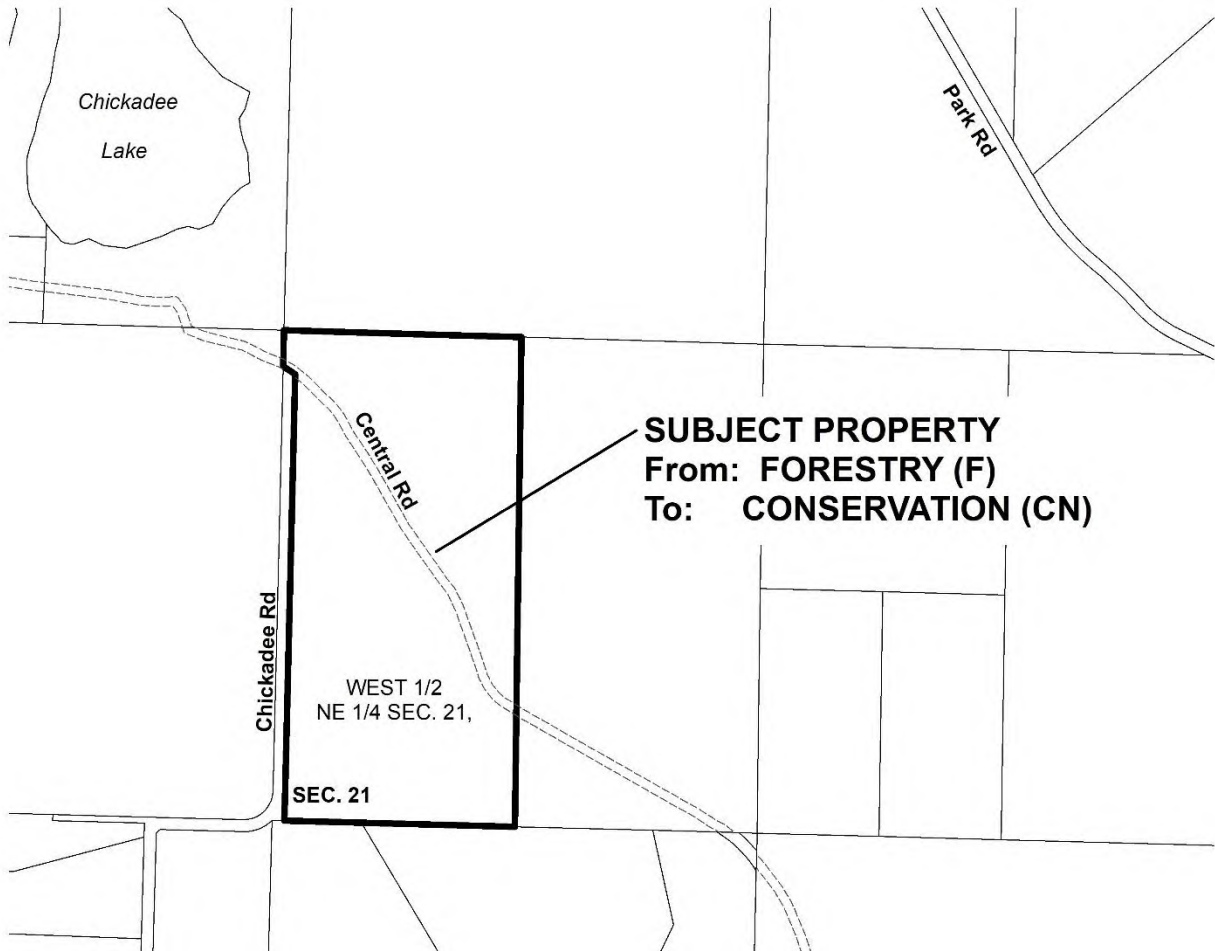 Chickadee
Lake
Park Rd
Central Rd
SUBJECT PROPERTY
From: FORESTRY (F)
To: CONSERVATION (CN)
Chickadee Rd
WEST 1/2
NE 1/4 SEC. 21,
SEC. 21